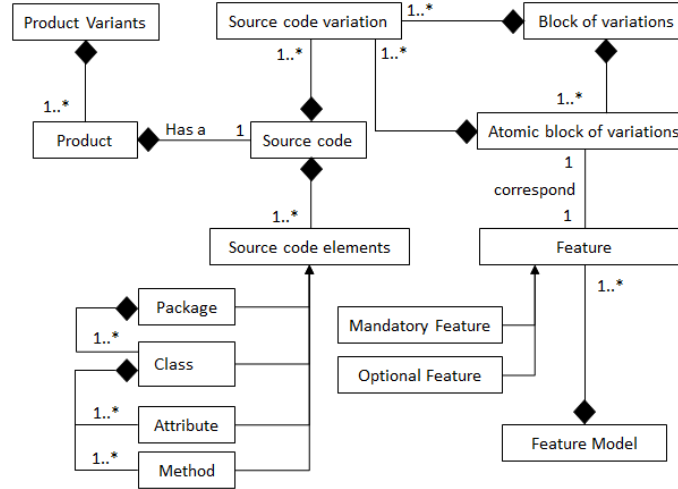 Product Variants
Source code variation
1..*
Block of variations
1..*
1..*
1..*
1..*
Product
Has a
1
Source code
Atomic block of variations
1
correspond
1..*
1
Source code elements
Feature
1..*
Package
1..*
Mandatory Feature
Class
Optional Feature
1..*
Attribute
1..*
Method
Feature Model